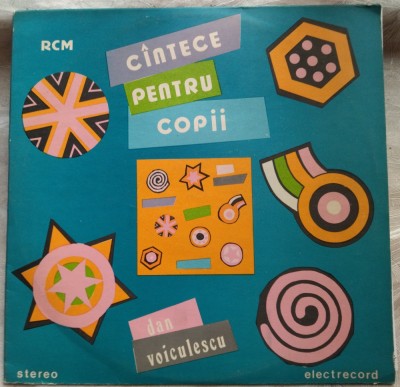 RCM
CÎNTECE
PENTRU
COPII
dan
voiculescu
stereo
electrecord